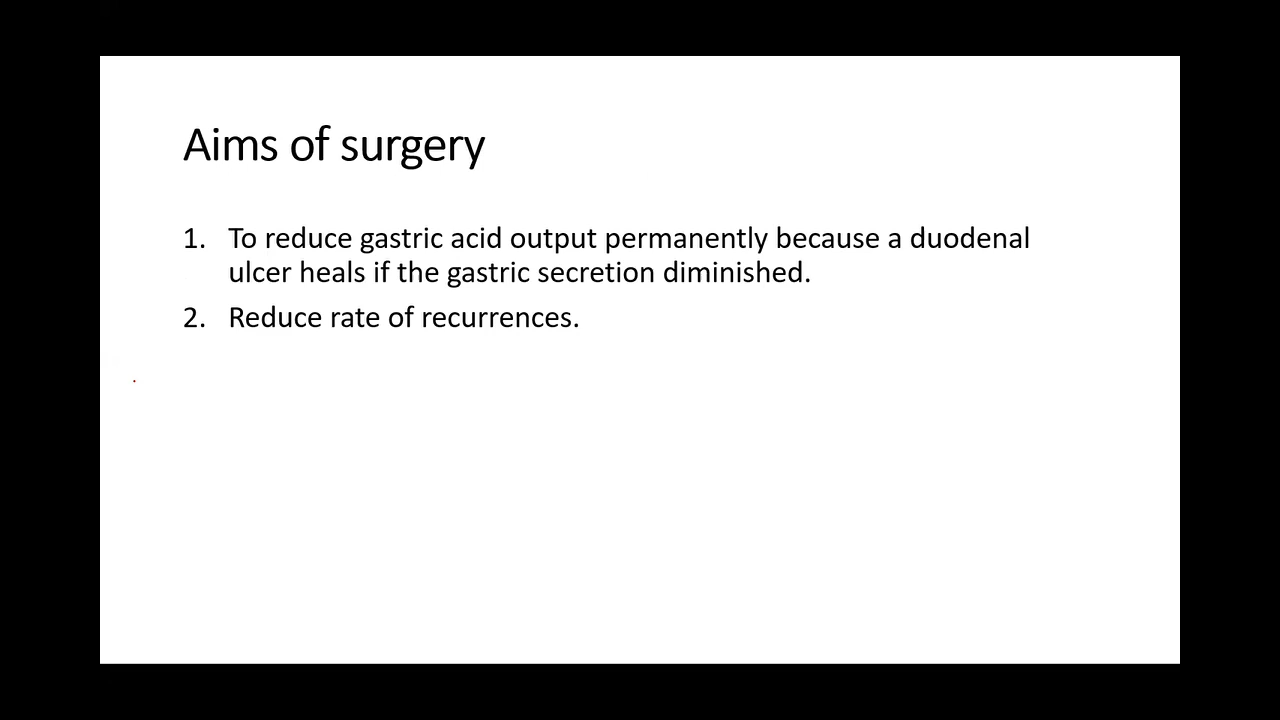 Aims of surgery
1. To reduce gastric acid output permanently because a duodenal
ulcer heals if the gastric secretion diminished.
2. Reduce rate of recurrences.